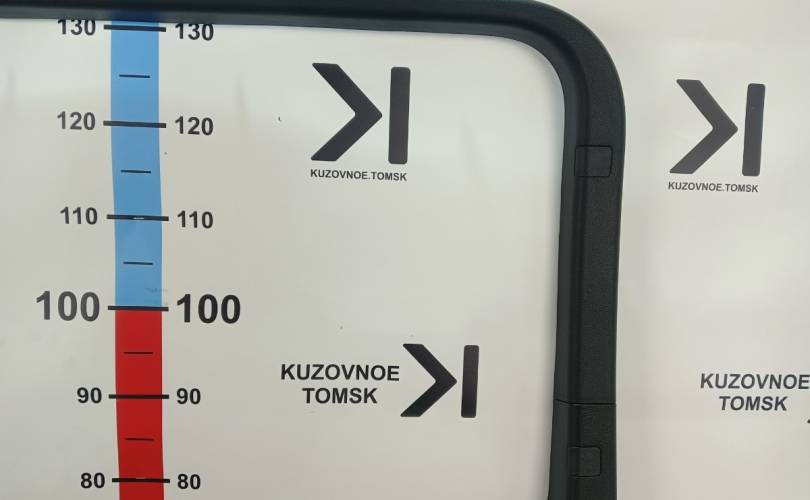 130 130
120 120
KUZOVNOE.TOMSK
KUZOVNOE.TOMSK
110 110
100 100
KUZOVNOE
TOMSK
KUZOVNOE
TOMSK
90 90
80 80